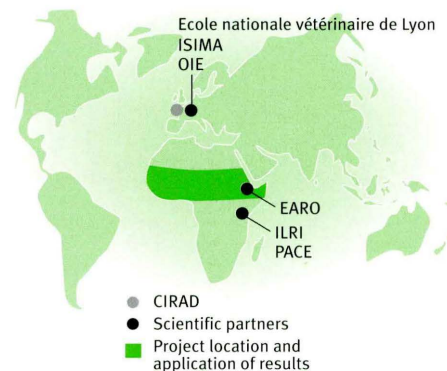 Ecole nationale vétérinaire de Lyon
ISIMA
OIE
EARO
ILRI
PACE
CIRAD
Scientific partners
Project location and
application of results